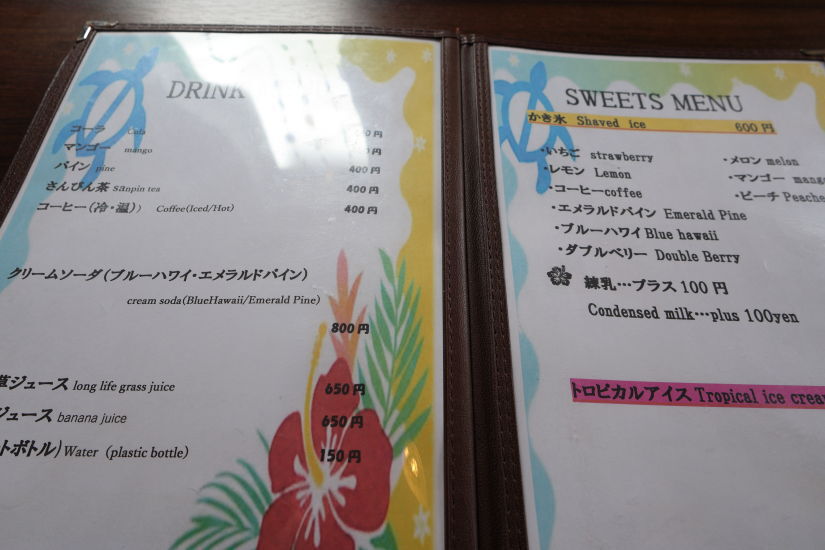 DRINK
コーラ Cola
マンゴー mango
パイン pine 400円
さんぴん茶 sanpin tea 400円
コーヒー(冷・温)) Coffee(Iced/Hot) 400円
クリームソーダ(ブルーハワイ・エメラルドパイン)
cream soda(BlueHawaii/Emerald Pine)
800円
ジュース long life grass juice 650円
ジュース banana juice 650円
トボトル)Water (plastic bottle) 150円
SWEETS MENU
かき氷 Shaved ice 600円
・いちご strawberry ・メロン melon
・レモン Lemon ・マンゴー mango
・コーヒーcoffee ・ピーチ Peache
・エメラルドパイン Emerald Pine
・ブルーハワイ Blue hawaii
・ダブルベリー Double Berry
練乳…プラス100円
Condensed milk…plus 100yen
トロピカルアイス Tropical ice cream